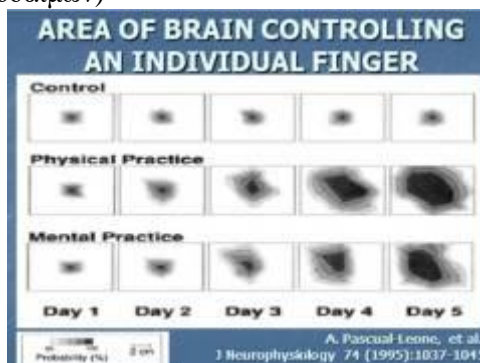 AREA OF BRAIN CONTROLLING
AN INDIVIDUAL FINGER
Control
Physical Practice
Mental Practice
Day 1 Day 2 Day 3 Day 4 Day 5
Probability (%) 2 cm
A. Pascual-Leone, et al
J Neurophysiology 74 (1995):1037-104